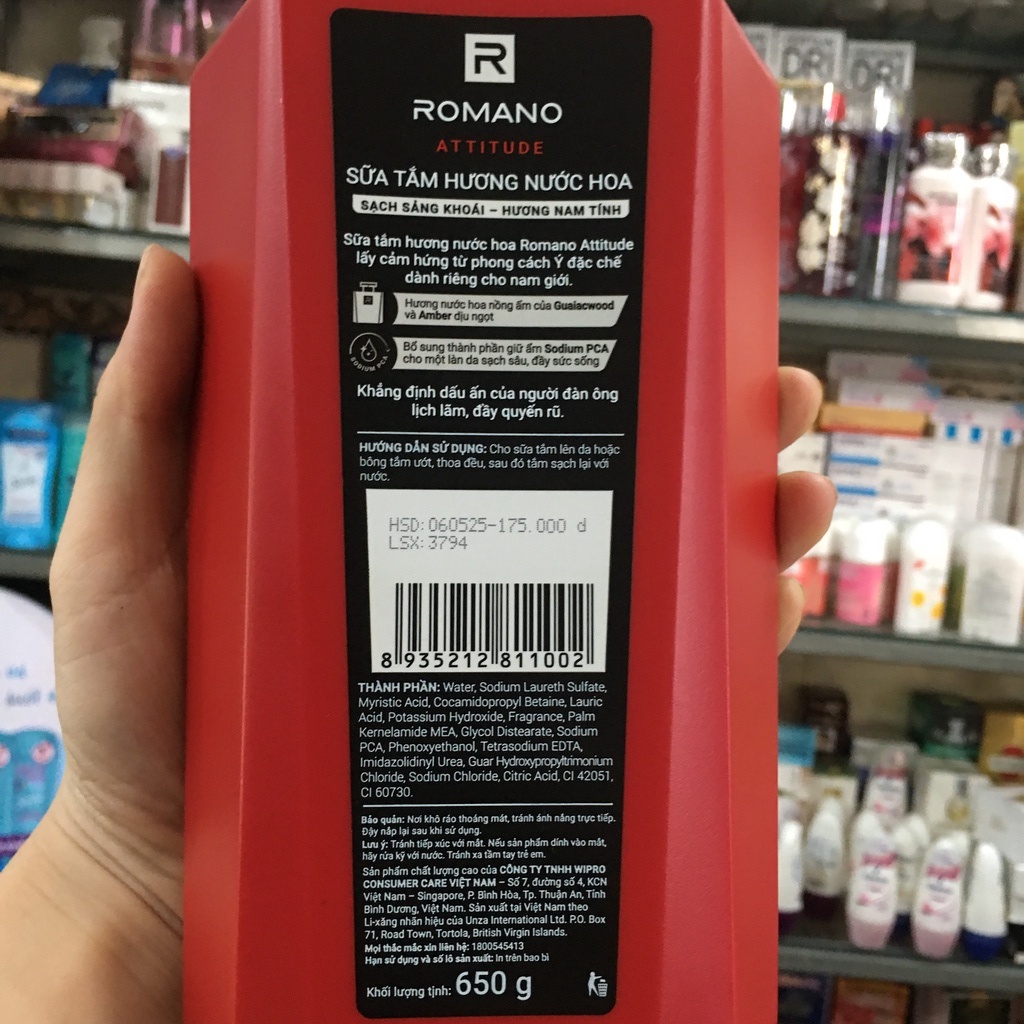 R
ROMANO
ATTITUDE
SỮA TẮM HƯƠNG NƯỚC HOA
SẠCH SẢNG KHOÁI – HƯƠNG NAM TÍNH
Sữa tắm hương nước hoa Romano Attitude
lấy cảm hứng từ phong cách Ý đặc chế
dành riêng cho nam giới.
Hương nước hoa nồng ấm của Guaiacwood
và Amber dịu ngọt
SODIUM PCA
Bổ sung thành phần giữ ẩm Sodium PCA
cho một làn da sạch sâu, đầy sức sống
Khẳng định dấu ấn của người đàn ông
lịch lãm, đầy quyến rũ.
HƯỚNG DẪN SỬ DỤNG: Cho sữa tắm lên da hoặc
bông tắm ướt, thoa đều, sau đó tắm sạch lại với
nước.
HSD:060525-175.000 d
LSX:3794
8 935212 811002
THÀNH PHẦN: Water, Sodium Laureth Sulfate,
Myristic Acid, Cocamidopropyl Betaine, Lauric
Acid, Potassium Hydroxide, Fragrance, Palm
Kernelamide MEA, Glycol Distearate, Sodium
PCA, Phenoxyethanol, Tetrasodium EDTA,
Imidazolidinyl Urea, Guar Hydroxypropyltrimonium
Chloride, Sodium Chloride, Citric Acid, CI 42051,
CI 60730.
Bảo quản: Nơi khô ráo thoáng mát, tránh ánh nắng trực tiếp.
Đậy nắp lại sau khi sử dụng.
Lưu ý: Tránh tiếp xúc với mắt. Nếu sản phẩm dính vào mắt,
hãy rửa kỹ với nước. Tránh xa tầm tay trẻ em.
Sản phẩm chất lượng cao của CÔNG TY TNHH WIPRO
CONSUMER CARE VIỆT NAM – Số 7, đường số 4, KCN
Việt Nam – Singapore, P. Bình Hòa, Tp. Thuận An, Tỉnh
Bình Dương, Việt Nam. Sản xuất tại Việt Nam theo
Li-xăng nhãn hiệu của Unza International Ltd. P.O. Box
71, Road Town, Tortola, British Virgin Islands.
Mọi thắc mắc xin liên hệ: 1800545413
Hạn sử dụng và số lô sản xuất: In trên bao bì
Khối lượng tịnh: 650 g
DRI
DRI